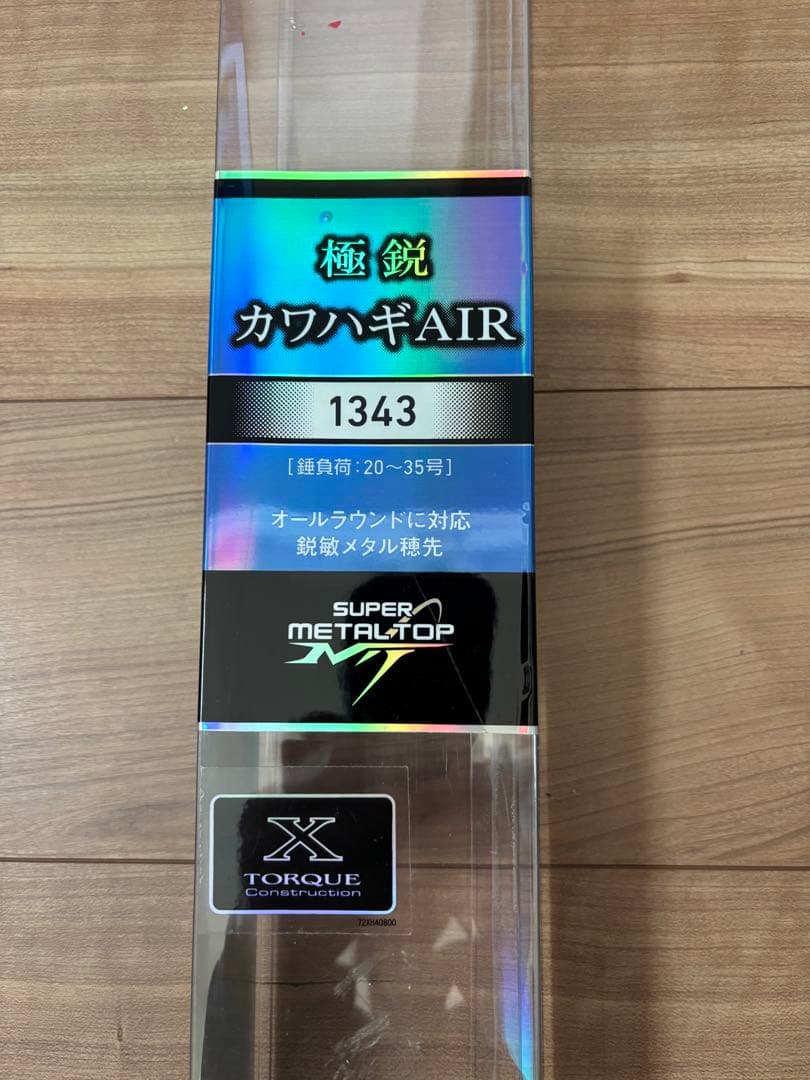 極鋭
カワハギAIR
1343
[錘負荷:20～35号]
オールラウンドに対応
鋭敏メタル穂先
SUPER
METAL TOP
MT
X
TORQUE
Construction
72XH40B00